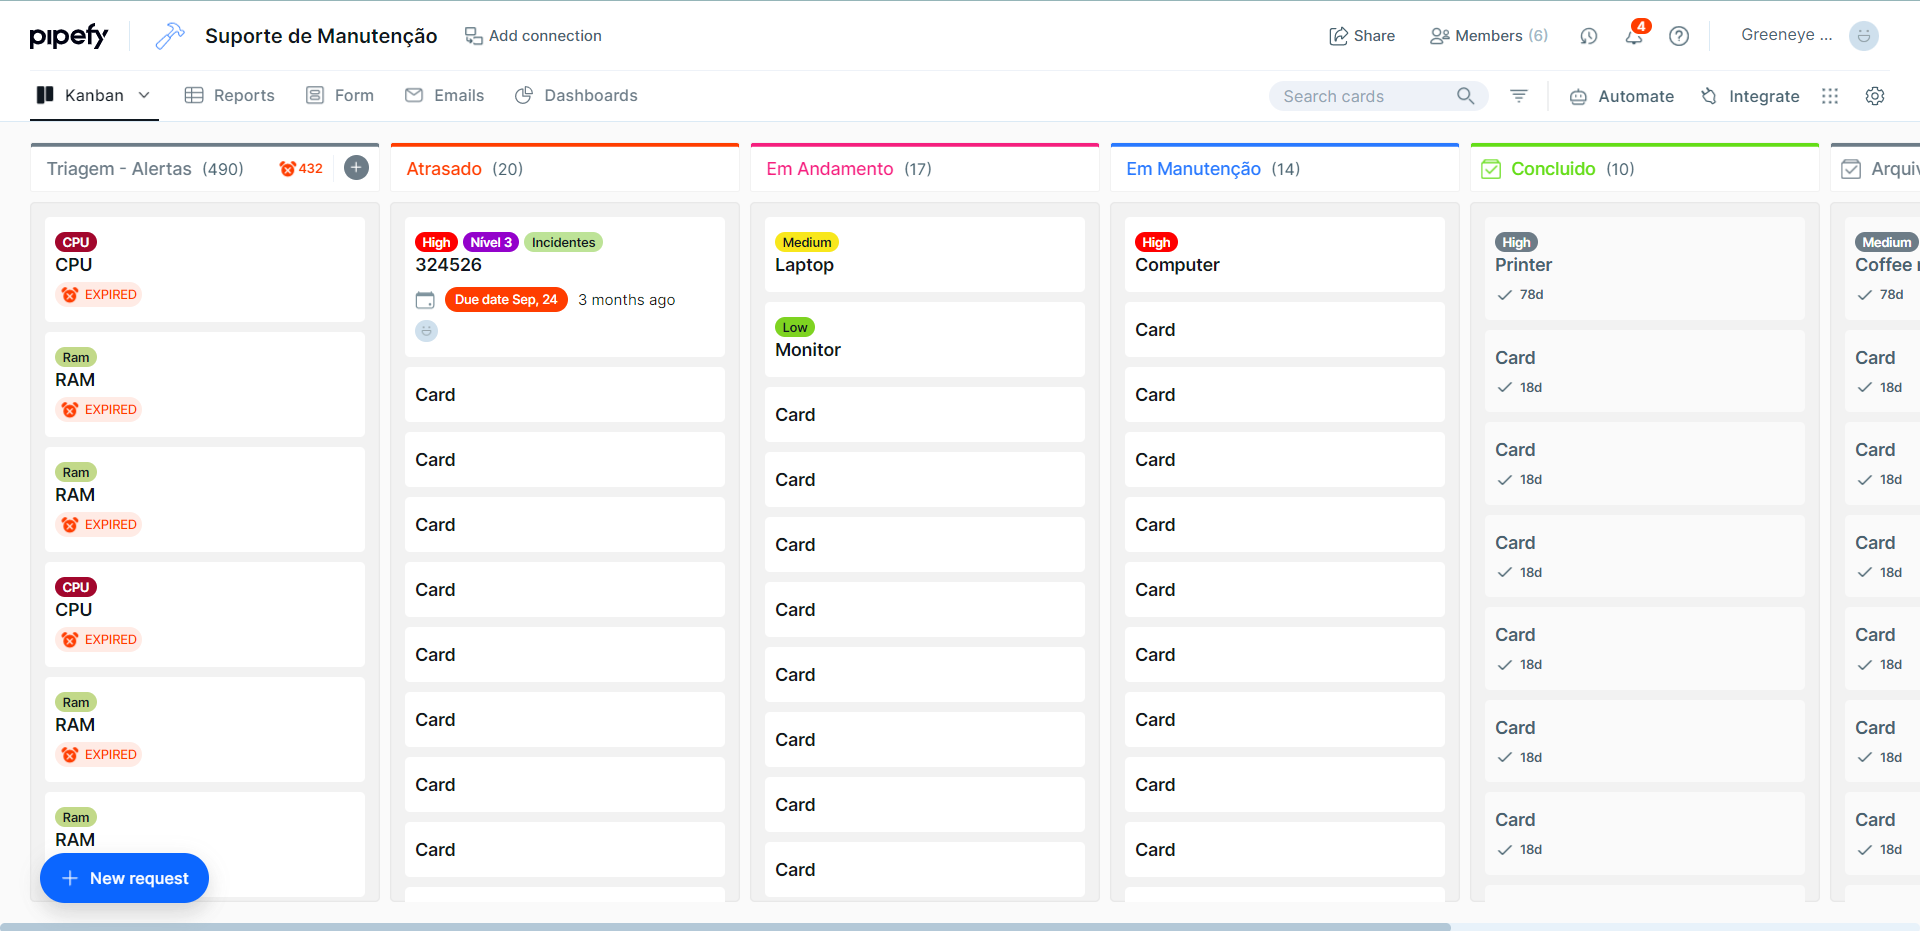 pipefy Suporte de Manutenção Add connection Share Members (6) 4 Greeneye ...
Kanban Reports Form Emails Dashboards Search cards Automate Integrate
Triagem - Alertas (490) 432
CPU
CPU
EXPIRED
Ram
RAM
EXPIRED
Ram
RAM
EXPIRED
CPU
CPU
EXPIRED
Ram
RAM
EXPIRED
Ram
RAM
New request
Atrasado (20)
High Nível 3 Incidentes
324526
Due date Sep, 24 3 months ago
Card
Card
Card
Card
Card
Card
Card
Card
Em Andamento (17)
Medium
Laptop
Low
Monitor
Card
Card
Card
Card
Card
Card
Card
Card
Em Manutenção (14)
High
Computer
Card
Card
Card
Card
Card
Card
Card
Card
Card
Concluido (10)
High
Printer
78d
Card
18d
Card
18d
Card
18d
Card
18d
Card
18d
Card
18d
Arquiv
Medium
Coffee
78d
Card
18d
Card
18d
Card
18d
Card
18d
Card
18d
Card
18d